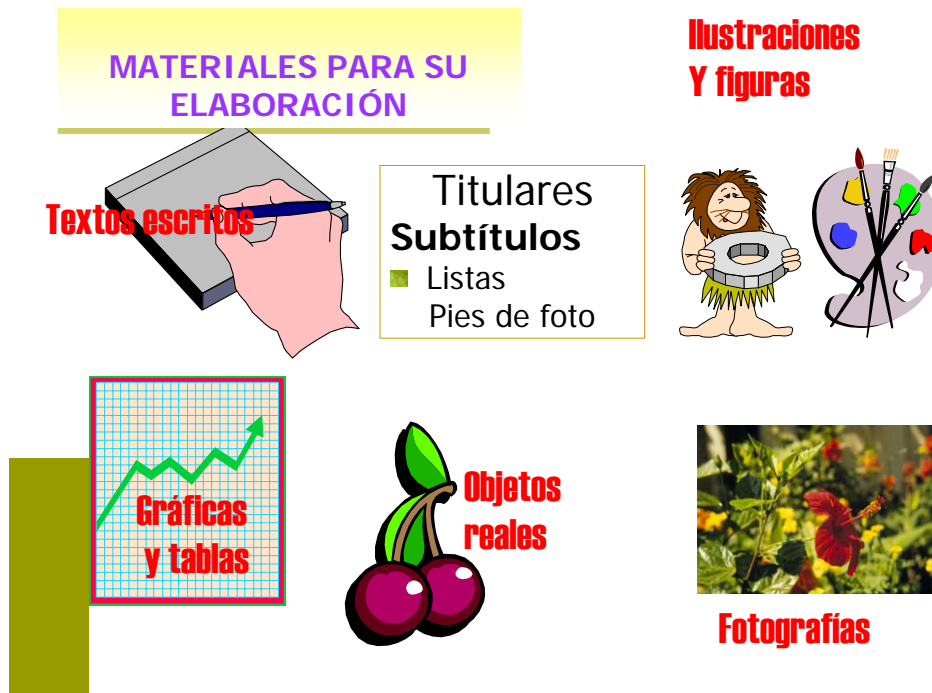 MATERIALES PARA SU
ELABORACIÓN
Ilustraciones
Y figuras
Textos escritos
Titulares
Subtítulos
Listas
Pies de foto
Gráficas
y tablas
Objetos
reales
Fotografías